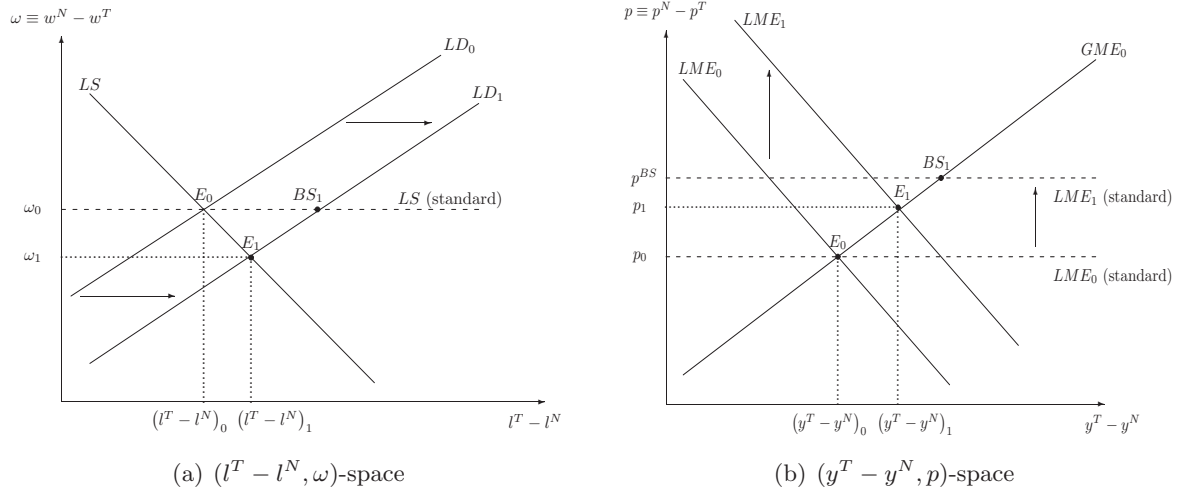 ω ≡ w^N − w^T
LS
LD_0
LD_1
E_0
BS_1
LS (standard)
ω_0
E_1
ω_1
(l^T − l^N)_0 (l^T − l^N)_1
l^T − l^N
(a) (l^T − l^N, ω)-space
p ≡ p^N − p^T
LME_1
GME_0
LME_0
BS_1
p^{BS}
E_1
LME_1 (standard)
p_1
E_0
p_0
LME_0 (standard)
(y^T − y^N)_0 (y^T − y^N)_1
y^T − y^N
(b) (y^T − y^N, p)-space